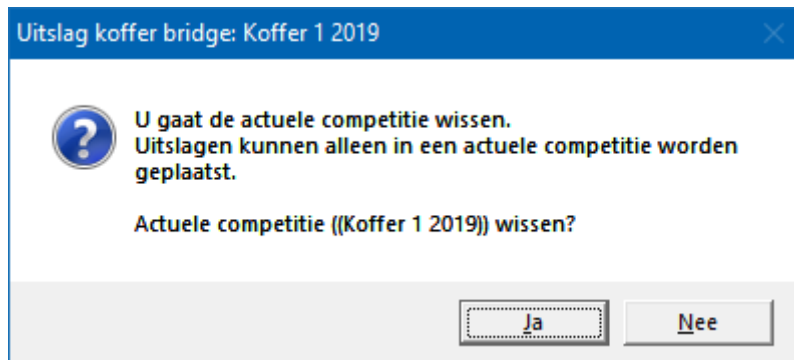 Uitslag koffer bridge: Koffer 1 2019
U gaat de actuele competitie wissen.
Uitslagen kunnen alleen in een actuele competitie worden
geplaatst.
Actuele competitie ((Koffer 1 2019)) wissen?
Ja
Nee